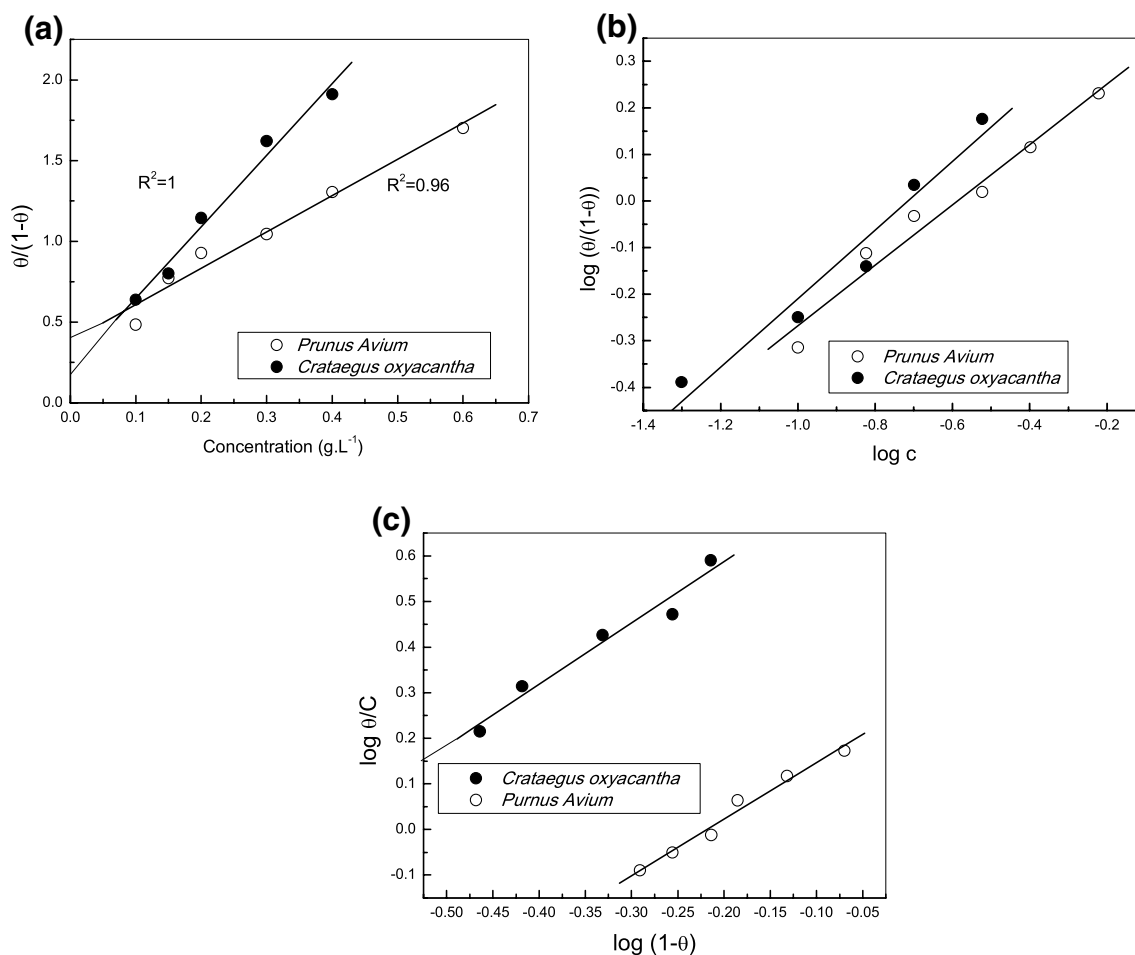 (a)
2.0
1.5
1.0
0.5
0.0
θ/(1-θ)
R²=1
R²=0.96
Prunus Avium
Crataegus oxyacantha
0.0 0.1 0.2 0.3 0.4 0.5 0.6 0.7
Concentration (g.L⁻¹)
(b)
0.3
0.2
0.1
0.0
-0.1
-0.2
-0.3
-0.4
log (θ/(1-θ))
Prunus Avium
Crataegus oxyacantha
-1.4 -1.2 -1.0 -0.8 -0.6 -0.4 -0.2
log c
(c)
0.6
0.5
0.4
0.3
0.2
0.1
0.0
-0.1
log θ/C
Crataegus oxyacantha
Purnus Avium
-0.50 -0.45 -0.40 -0.35 -0.30 -0.25 -0.20 -0.15 -0.10 -0.05
log (1-θ)